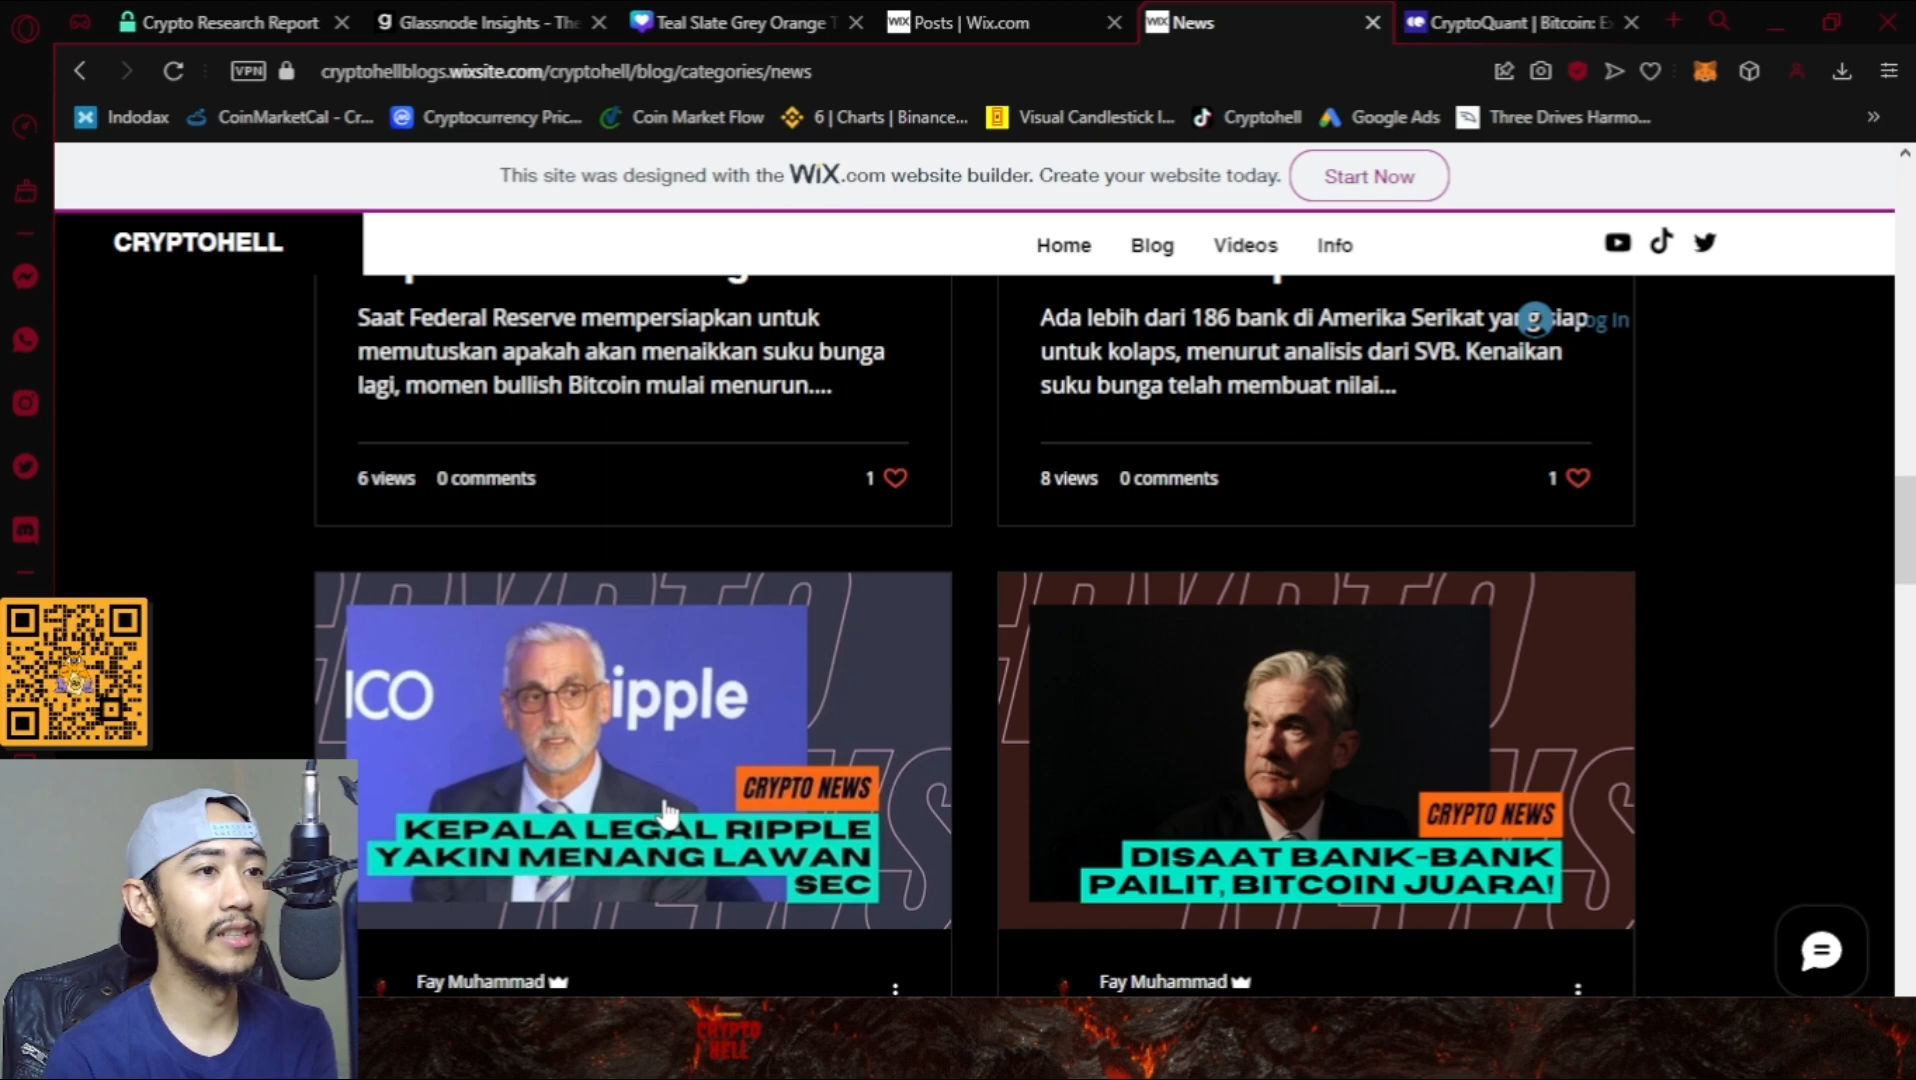 Crypto Research Report
Glassnode Insights - The
Teal Slate Grey Orange T
WIX Posts | Wix.com
WIX News
CryptoQuant | Bitcoin: E
VPN
cryptohellblogs.wixsite.com/cryptohell/blog/categories/news
Indodax
CoinMarketCal - Cr...
Cryptocurrency Pric...
Coin Market Flow
6 | Charts | Binance...
Visual Candlestick I...
Cryptohell
Google Ads
Three Drives Harmo...
This site was designed with the WiX.com website builder. Create your website today.
Start Now
CRYPTOHELL
Home
Blog
Videos
Info
Saat Federal Reserve mempersiapkan untuk
memutuskan apakah akan menaikkan suku bunga
lagi, momen bullish Bitcoin mulai menurun....
6 views 0 comments
1
Ada lebih dari 186 bank di Amerika Serikat yang siap
untuk kolaps, menurut analisis dari SVB. Kenaikan
suku bunga telah membuat nilai...
8 views 0 comments
1
ICO
ripple
CRYPTO NEWS
KEPALA LEGAL RIPPLE
YAKIN MENANG LAWAN
SEC
Fay Muhammad
CRYPTO NEWS
DISAAT BANK-BANK
PAILIT, BITCOIN JUARA!
Fay Muhammad
CRYPTO
HELL